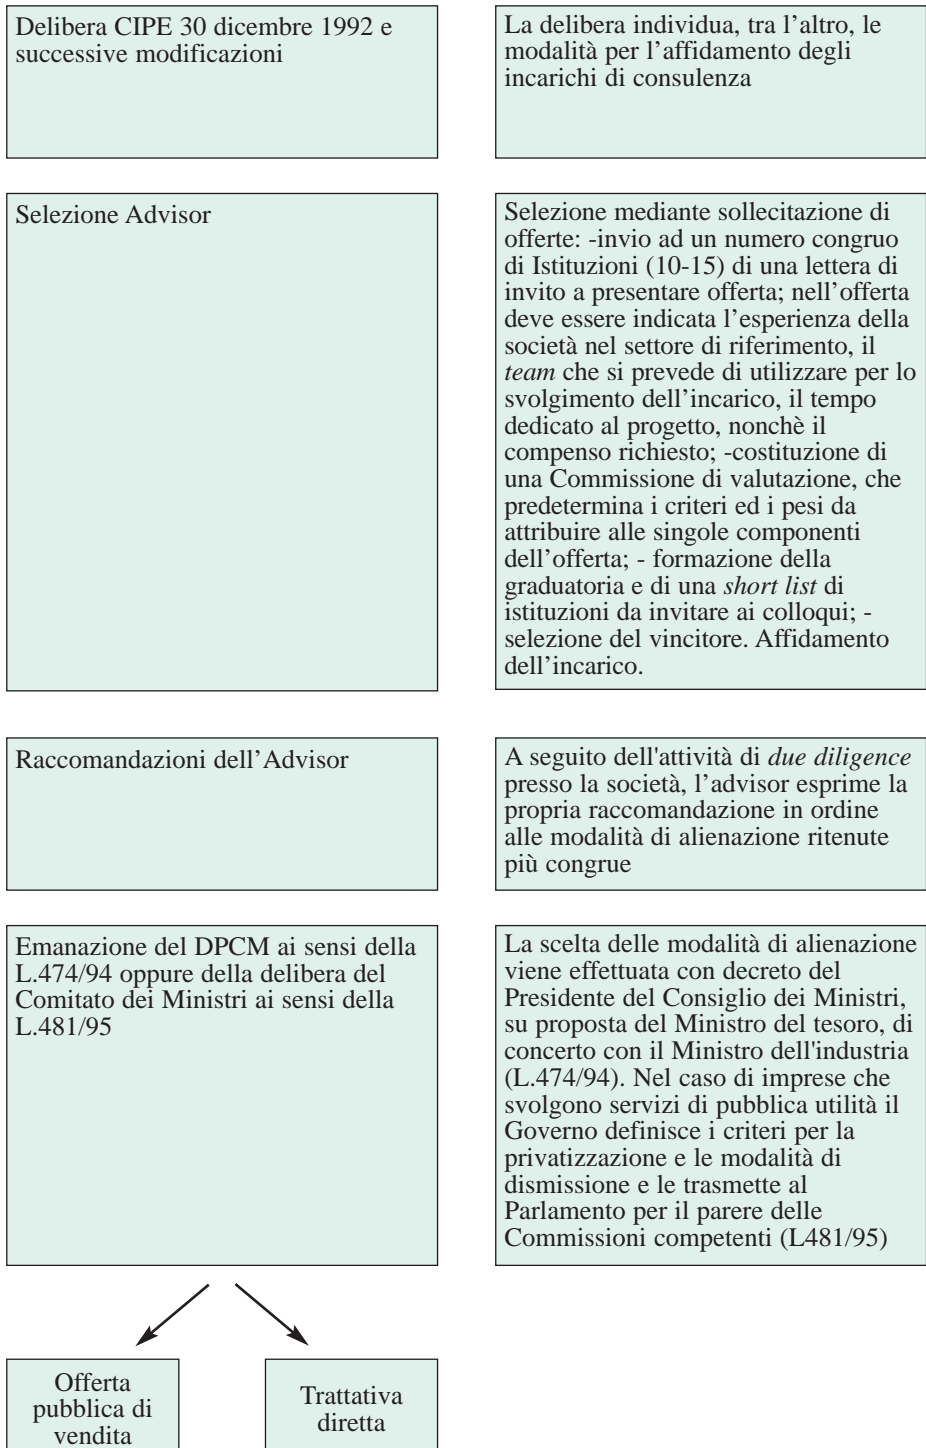 Delibera CIPE 30 dicembre 1992 e
successive modificazioni
La delibera individua, tra l’altro, le
modalità per l’affidamento degli
incarichi di consulenza
Selezione Advisor
Selezione mediante sollecitazione di
offerte: -invio ad un numero congruo
di Istituzioni (10-15) di una lettera di
invito a presentare offerta; nell’offerta
deve essere indicata l’esperienza della
società nel settore di riferimento, il
team che si prevede di utilizzare per lo
svolgimento dell’incarico, il tempo
dedicato al progetto, nonchè il
compenso richiesto; -costituzione di
una Commissione di valutazione, che
predetermina i criteri ed i pesi da
attribuire alle singole componenti
dell’offerta; - formazione della
graduatoria e di una short list di
istituzioni da invitare ai colloqui; -
selezione del vincitore. Affidamento
dell’incarico.
Raccomandazioni dell’Advisor
A seguito dell'attività di due diligence
presso la società, l’advisor esprime la
propria raccomandazione in ordine
alle modalità di alienazione ritenute
più congrue
Emanazione del DPCM ai sensi della
L.474/94 oppure della delibera del
Comitato dei Ministri ai sensi della
L.481/95
La scelta delle modalità di alienazione
viene effettuata con decreto del
Presidente del Consiglio dei Ministri,
su proposta del Ministro del tesoro, di
concerto con il Ministro dell'industria
(L.474/94). Nel caso di imprese che
svolgono servizi di pubblica utilità il
Governo definisce i criteri per la
privatizzazione e le modalità di
dismissione e le trasmette al
Parlamento per il parere delle
Commissioni competenti (L481/95)
Offerta
pubblica di
vendita
Trattativa
diretta